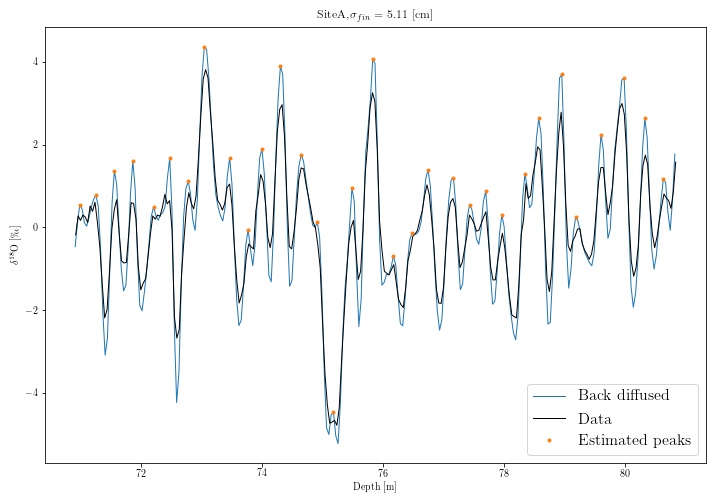 SiteA,σ_fin = 5.11 [cm]
4
2
0
−2
−4
δ¹⁸O [‰]
72 74 76 78 80
Depth [m]
Back diffused
Data
Estimated peaks